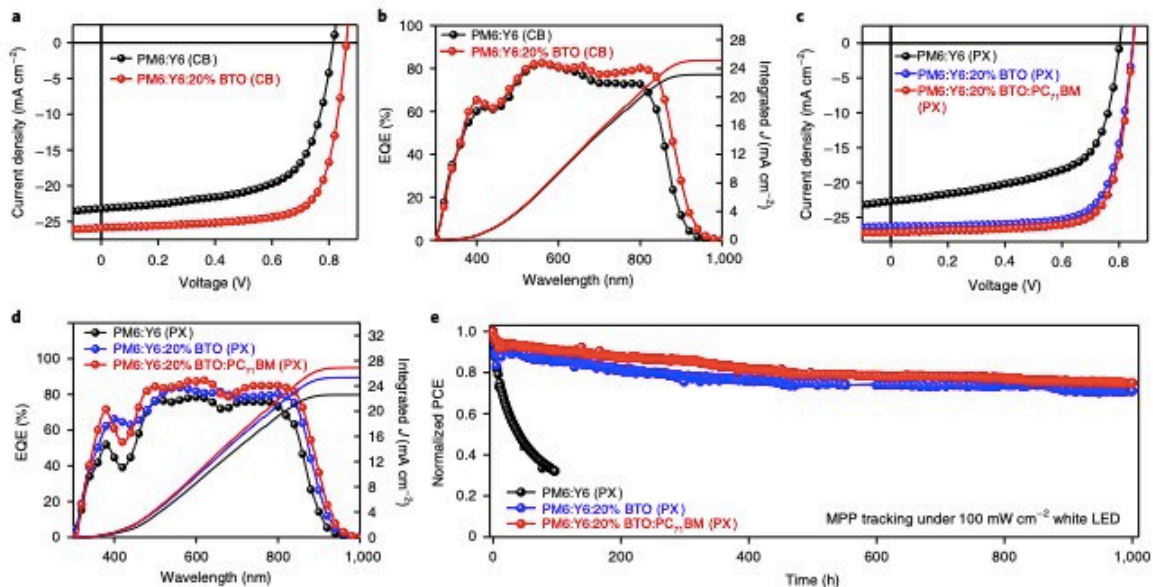 a
0
−5
−10
−15
−20
−25
Current density (mA cm−2)
PM6:Y6 (CB)
PM6:Y6:20% BTO (CB)
0
0.2
0.4
0.6
0.8
Voltage (V)
b
PM6:Y6 (CB)
PM6:Y6:20% BTO (CB)
100
80
60
40
20
0
EQE (%)
28
24
20
16
12
8
4
0
Integrated J (mA cm−2)
400
600
800
1,000
Wavelength (nm)
c
0
−5
−10
−15
−20
−25
Current density (mA cm−2)
PM6:Y6 (PX)
PM6:Y6:20% BTO (PX)
PM6:Y6:20% BTO:PC71BM
(PX)
0
0.2
0.4
0.6
0.8
Voltage (V)
d
PM6:Y6 (PX)
PM6:Y6:20% BTO (PX)
PM6:Y6:20% BTO:PC71BM (PX)
100
80
60
40
20
0
EQE (%)
32
28
24
20
16
12
8
4
0
Integrated J (mA cm−2)
400
600
800
1,000
Wavelength (nm)
e
1.0
0.8
0.6
0.4
0.2
0
Normalized PCE
PM6:Y6 (PX)
PM6:Y6:20% BTO (PX)
PM6:Y6:20% BTO:PC71BM (PX)
MPP tracking under 100 mW cm−2 white LED
0
200
400
600
800
1,000
Time (h)